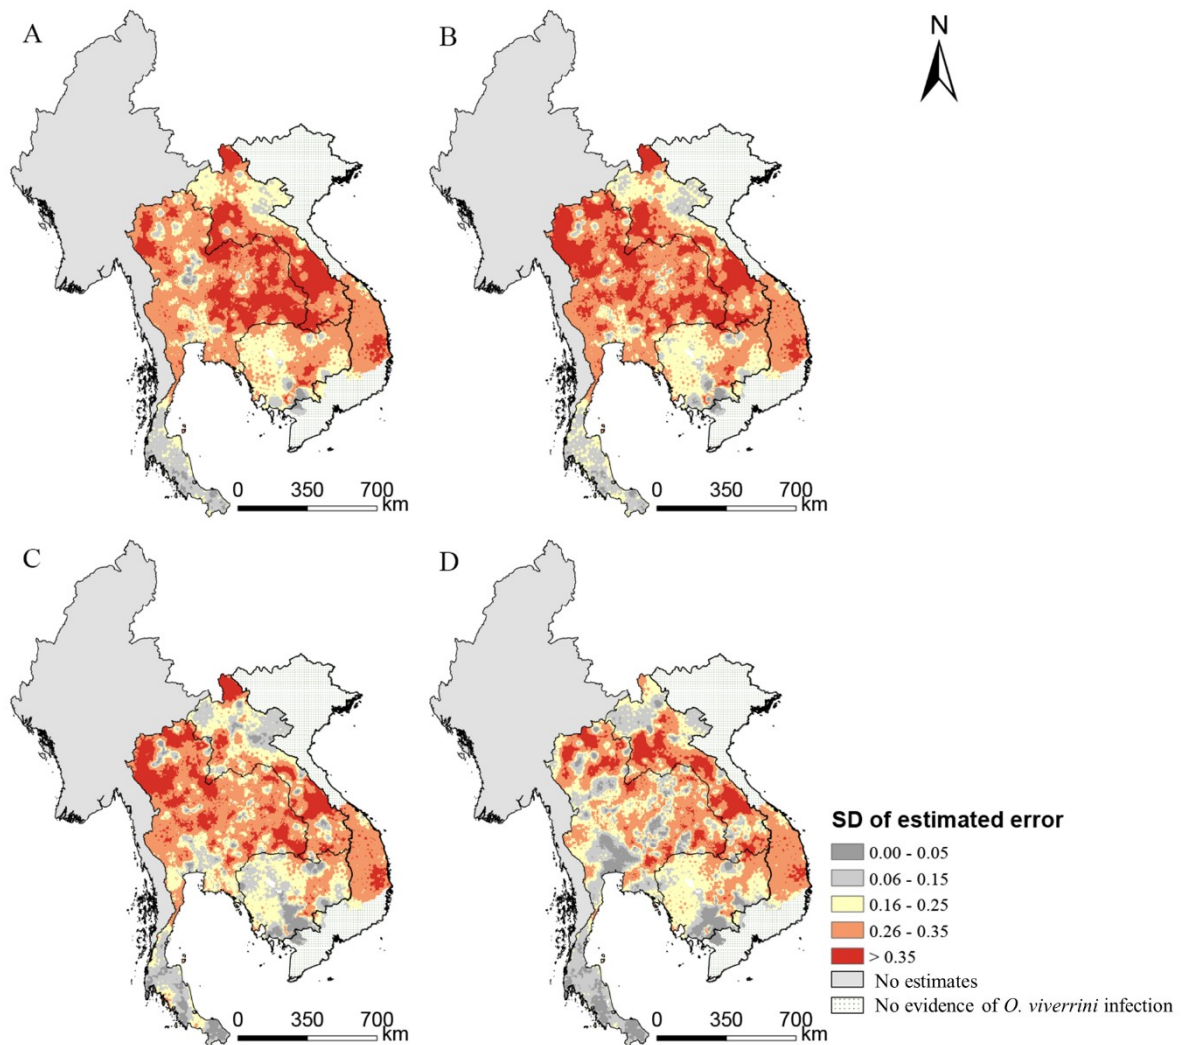 A
B
N
0 350 700
km
0 350 700
km
C
D
SD of estimated error
0.00 - 0.05
0.06 - 0.15
0.16 - 0.25
0.26 - 0.35
> 0.35
No estimates
No evidence of O. viverrini infection
0 350 700
km
0 350 700
km